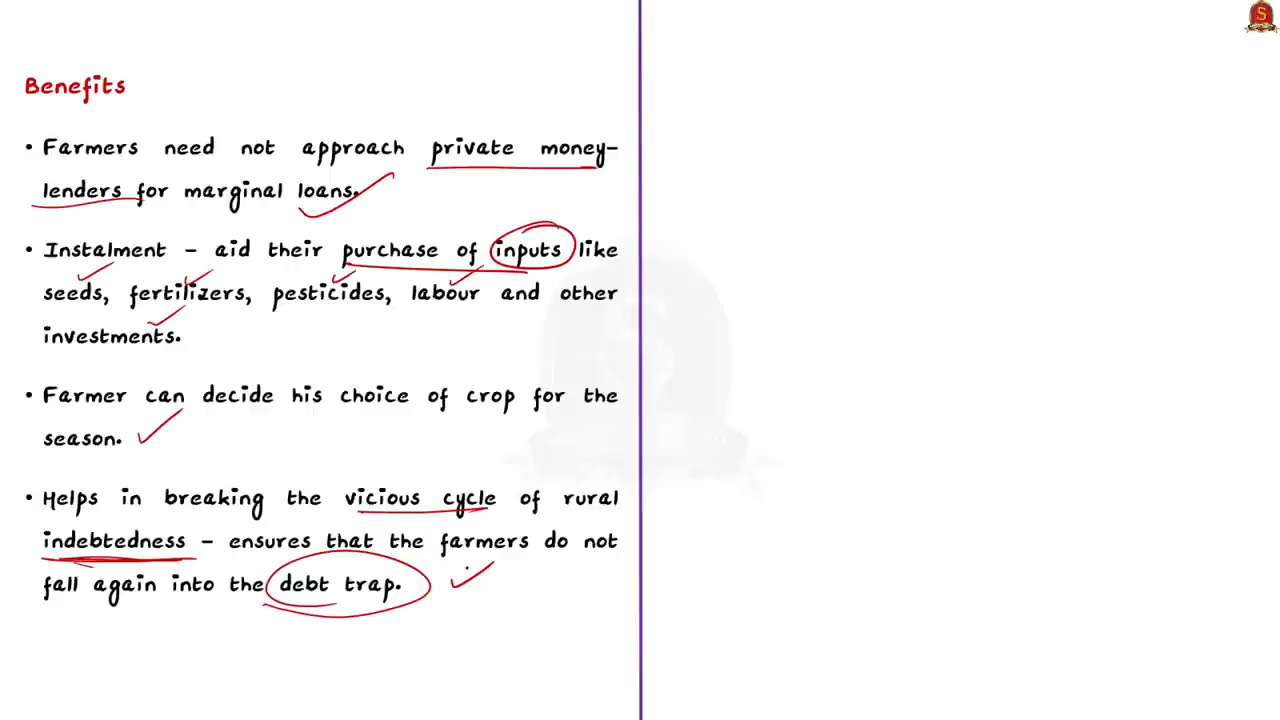 Benefits
• Farmers need not approach private money-
lenders for marginal loans.
• Instalment – aid their purchase of inputs like
seeds, fertilizers, pesticides, labour and other
investments.
• Farmer can decide his choice of crop for the
season.
• Helps in breaking the vicious cycle of rural
indebtedness – ensures that the farmers do not
fall again into the debt trap.